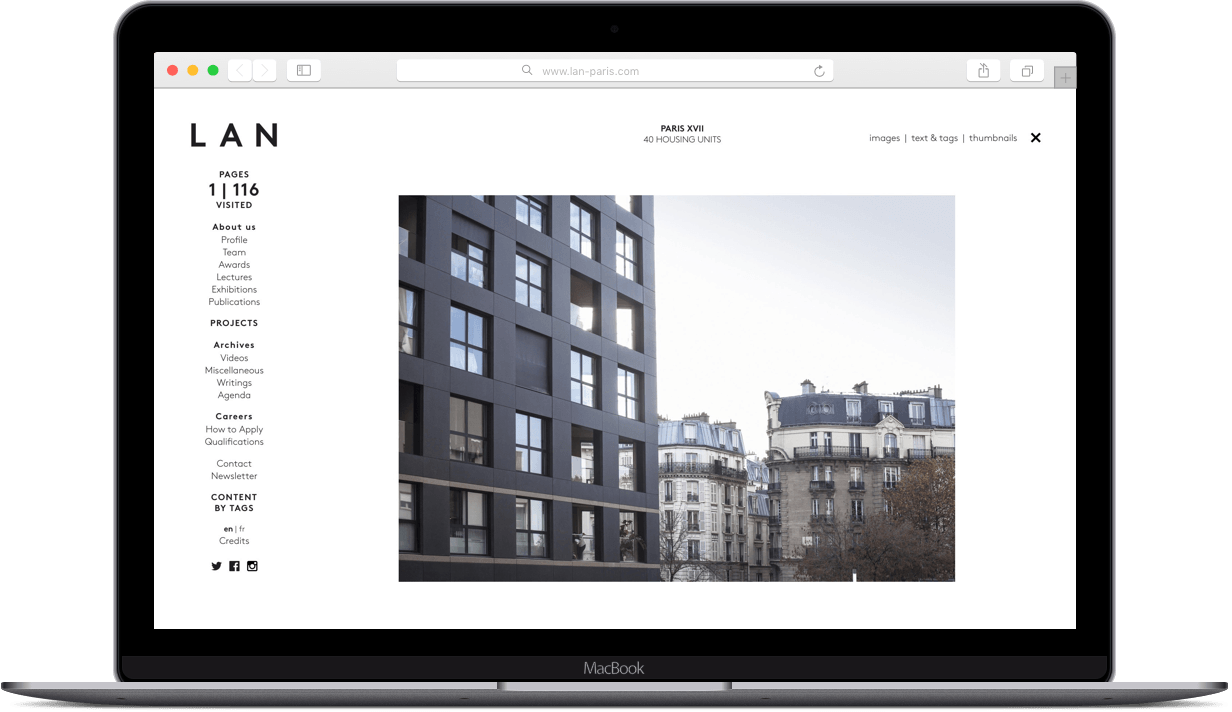 www.lan-paris.com
LAN
PARIS XVII
40 HOUSING UNITS
images | text & tags | thumbnails
PAGES
1 | 116
VISITED
About us
Profile
Team
Awards
Lectures
Exhibitions
Publications
PROJECTS
Archives
Videos
Miscellaneous
Writings
Agenda
Careers
How to Apply
Qualifications
Contact
Newsletter
CONTENT
BY TAGS
en | fr
Credits
MacBook